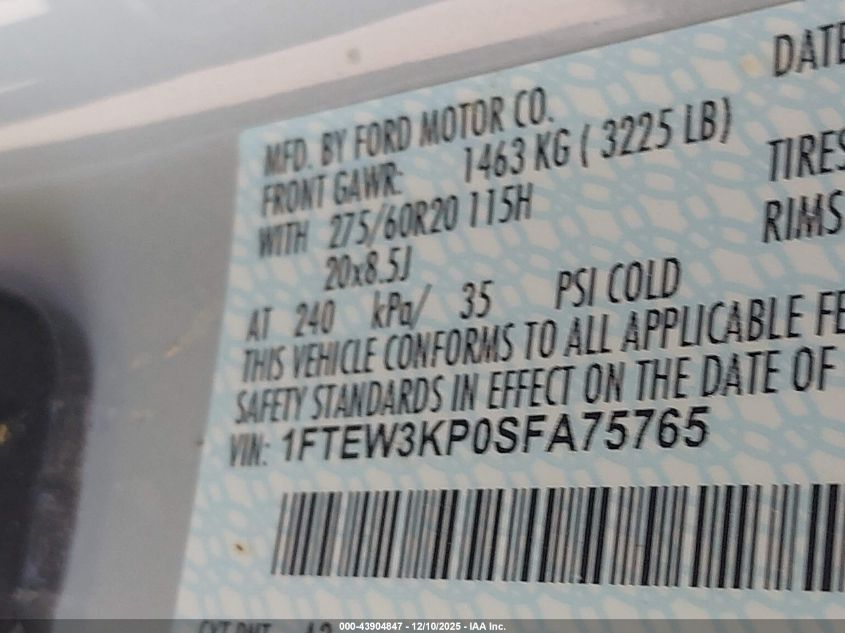 DATE
MFD. BY FORD MOTOR CO.
FRONT GAWR: 1463 KG ( 3225 LB)
TIRES
WITH 275/60R20 115H
RIMS
20x8.5J
AT 240 kPa/ 35 PSI COLD
THIS VEHICLE CONFORMS TO ALL APPLICABLE FE
SAFETY STANDARDS IN EFFECT ON THE DATE OF
VIN: 1FTEW3KP0SFA75765
000-43904847 - 12/10/2025 - IAA Inc.